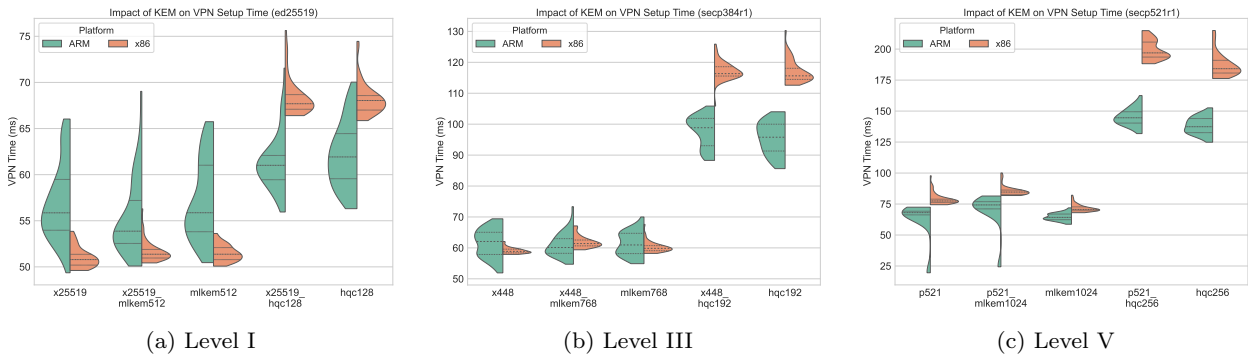 Impact of KEM on VPN Setup Time (ed25519)
Platform
ARM
x86
VPN Time (ms)
75
70
65
60
55
50
x25519
x25519_
mlkem512
mlkem512
x25519_
hqc128
hqc128
(a) Level I
Impact of KEM on VPN Setup Time (secp384r1)
Platform
ARM
x86
VPN Time (ms)
130
120
110
100
90
80
70
60
50
x448
x448_
mlkem768
mlkem768
x448_
hqc192
hqc192
(b) Level III
Impact of KEM on VPN Setup Time (secp521r1)
Platform
ARM
x86
VPN Time (ms)
200
175
150
125
100
75
50
25
p521
p521_
mlkem1024
mlkem1024
p521_
hqc256
hqc256
(c) Level V